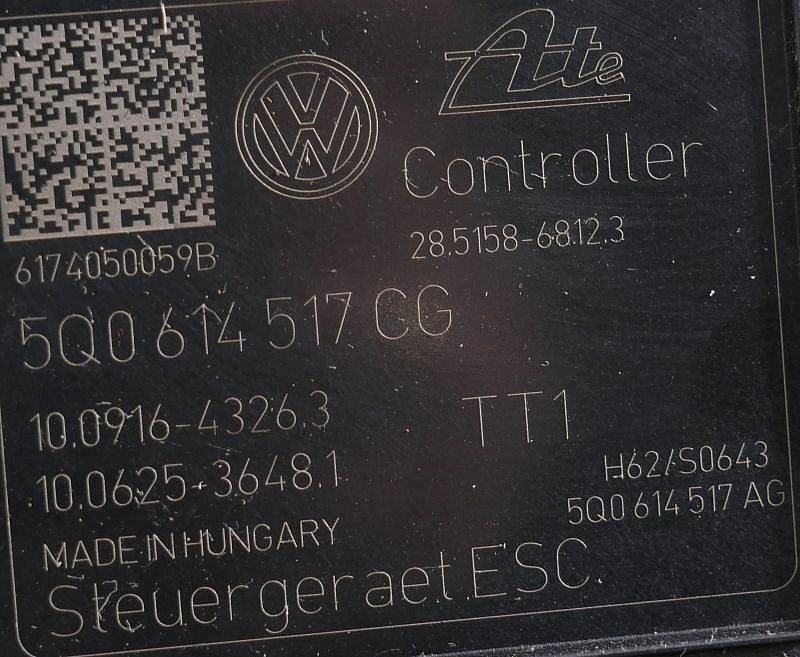 Ate
Controller
28.5158-6812.3
6174050059B
5Q0 614 517 CG
10.0916-4326.3
TT1
10.0625-3648.1
H62/S0643
5Q0 614 517 AG
MADE IN HUNGARY
Steuergeraet ESC.